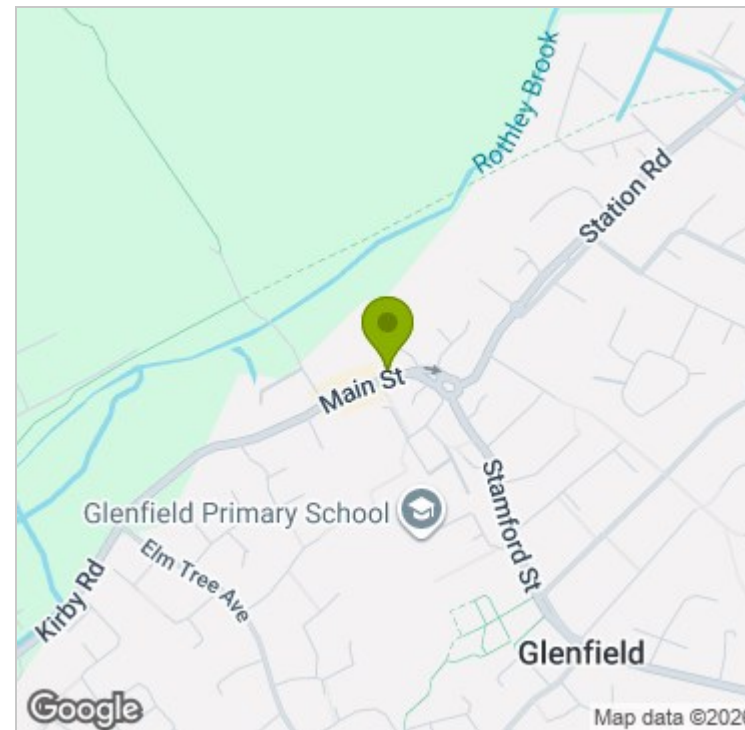 Rothley Brook
Station Rd
Main St
Stamford St
Glenfield Primary School
Elm Tree Ave
Kirby Rd
Glenfield
Google
Map data ©2026